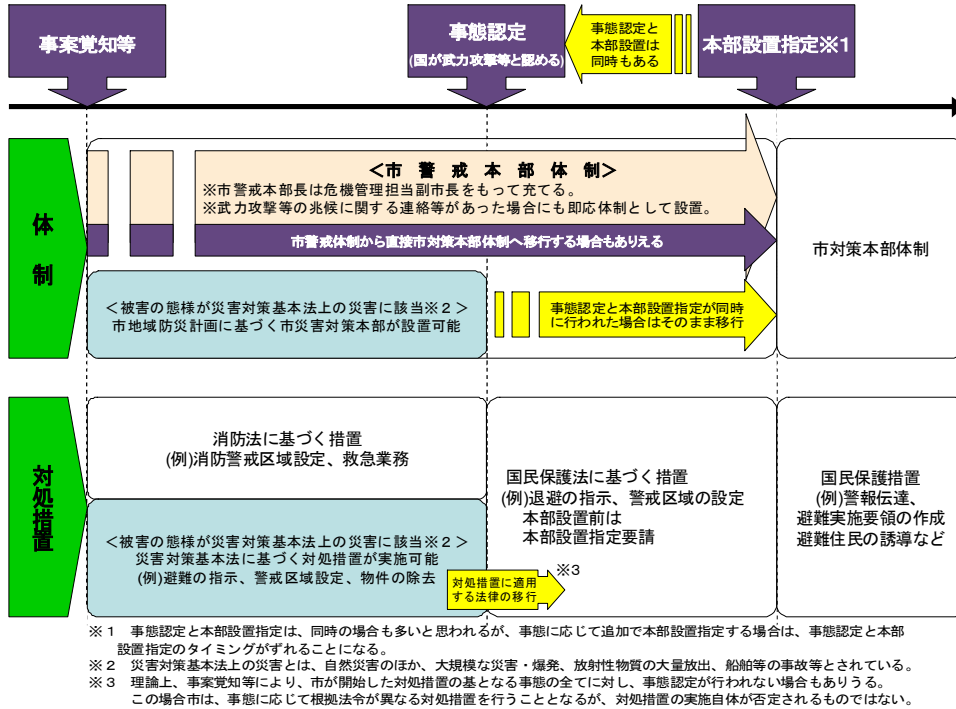 事案覚知等
事態認定
(国が武力攻撃等と認める)
事態認定と
本部設置は
同時もある
本部設置指定※1
体制
＜市警戒本部体制＞
※市警戒本部長は危機管理担当副市長をもって充てる。
※武力攻撃等の兆候に関する連絡等があった場合にも即応体制として設置。
市警戒体制から直接市対策本部体制へ移行する場合もありえる
＜被害の態様が災害対策基本法上の災害に該当※２＞
市地域防災計画に基づく市災害対策本部が設置可能
事態認定と本部設置指定が同時
に行われた場合はそのまま移行
市対策本部体制
対処措置
消防法に基づく措置
(例)消防警戒区域設定、救急業務
＜被害の態様が災害対策基本法上の災害に該当※２＞
災害対策基本法に基づく対処措置が実施可能
(例)避難の指示、警戒区域設定、物件の除去
対処措置に適用
する法律の移行
※3
国民保護法に基づく措置
(例)退避の指示、警戒区域の設定
本部設置前は
本部設置指定要請
国民保護措置
(例)警報伝達、
避難実施要領の作成
避難住民の誘導など
※１　事態認定と本部設置指定は、同時の場合も多いと思われるが、事態に応じて追加で本部設置指定する場合は、事態認定と本部
設置指定のタイミングがずれることになる。
※２　災害対策基本法上の災害とは、自然災害のほか、大規模な災害・爆発、放射性物質の大量放出、船舶等の事故等とされている。
※３　理論上、事案覚知等により、市が開始した対処措置の基となる事態の全てに対し、事態認定が行われない場合もありうる。
この場合市は、事態に応じて根拠法令が異なる対処措置を行うこととなるが、対処措置の実施自体が否定されるものではない。